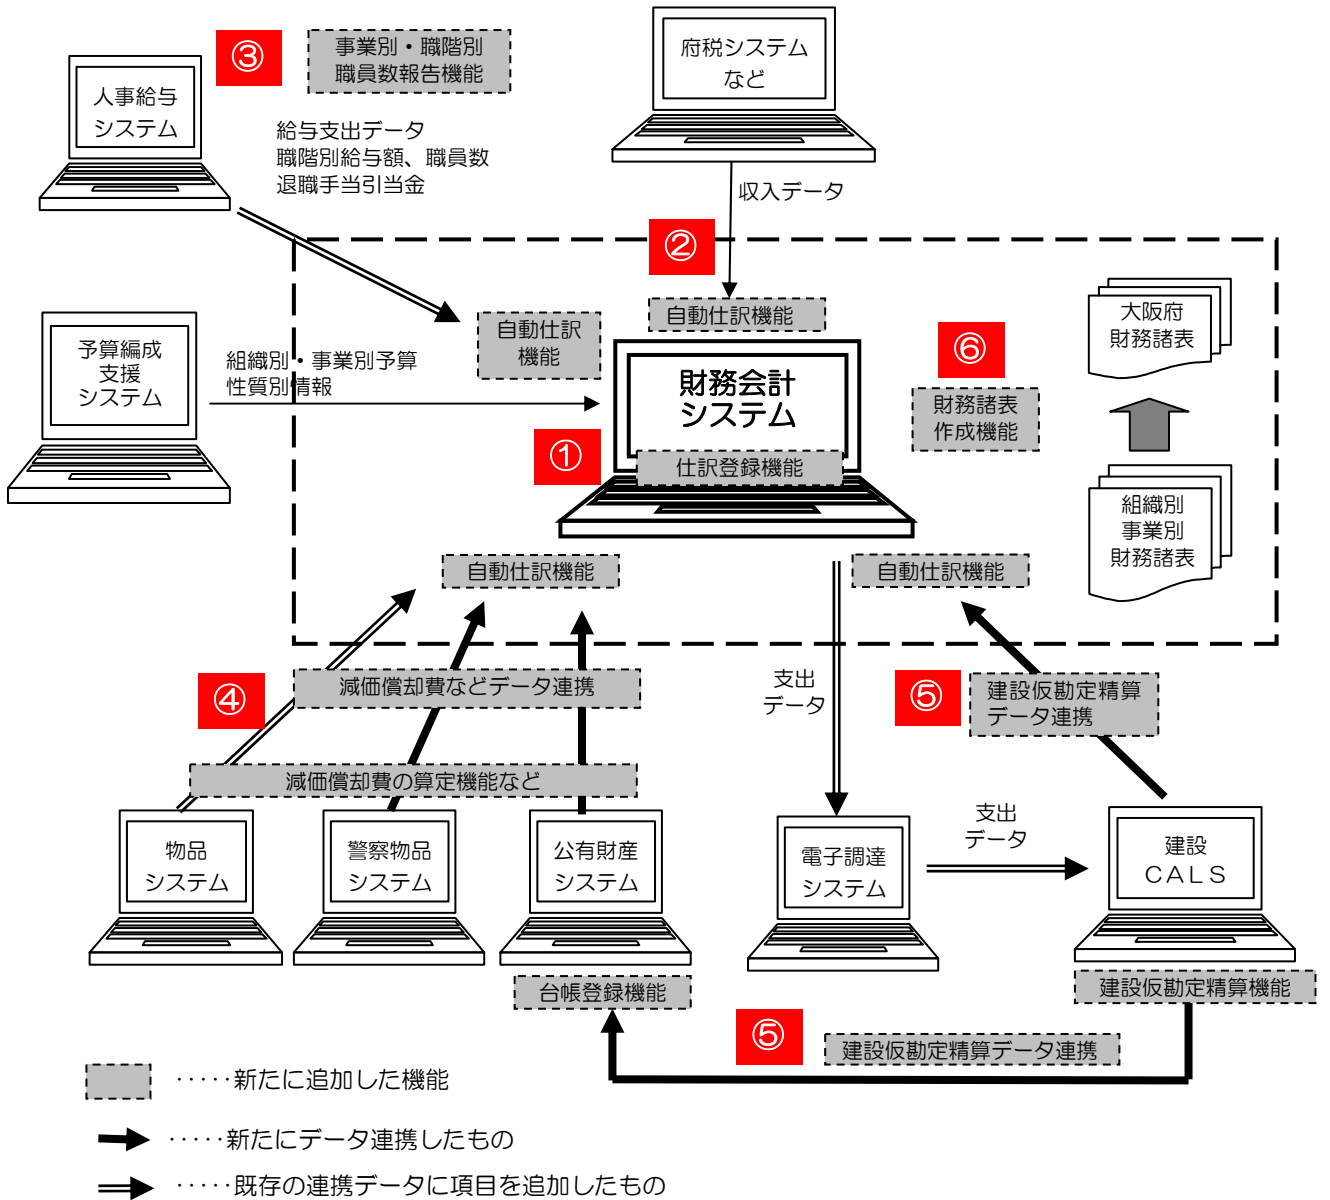 ③
事業別・職階別
職員数報告機能
府税システム
など
人事給与
システム
給与支出データ
職階別給与額、職員数
退職手当引当金
収入データ
②
自動仕訳機能
大阪府
財務諸表
予算編成
支援
システム
組織別・事業別予算
性質別情報
自動仕訳
機能
財務会計
システム
⑥
財務諸表
作成機能
①
仕訳登録機能
組織別
事業別
財務諸表
自動仕訳機能
自動仕訳機能
④
減価償却費などデータ連携
支出
データ
⑤
建設仮勘定精算
データ連携
減価償却費の算定機能など
物品
システム
警察物品
システム
公有財産
システム
電子調達
システム
支出
データ
建設
ＣＡＬＳ
台帳登録機能
建設仮勘定精算機能
⑤
建設仮勘定精算データ連携
‥‥‥新たに追加した機能
‥‥‥新たにデータ連携したもの
‥‥‥既存の連携データに項目を追加したもの